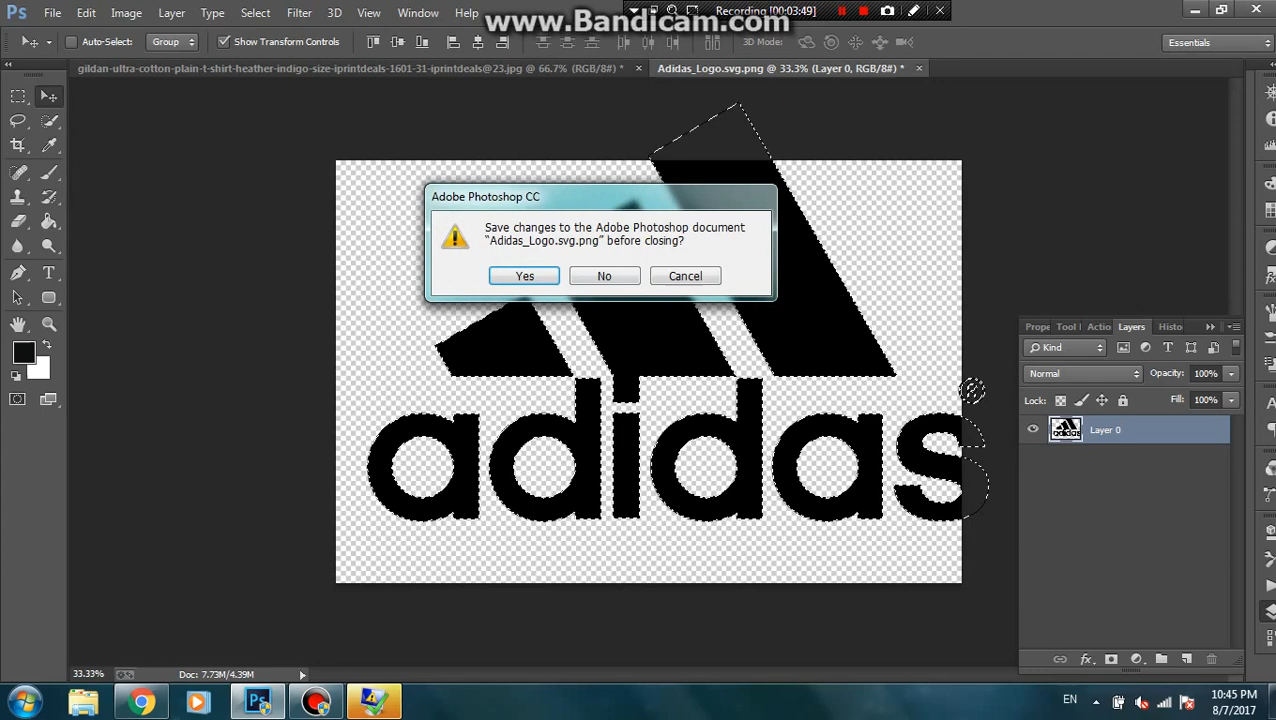 Ps File Edit Image Layer Type Select Filter 3D View Window Help
www.Bandicam.com
Recording [00:03:49]
Auto-Select: Group Show Transform Controls 3D Mode: Essentials
gildan-ultra-cotton-plain-t-shirt-heather-indigo-size-iprintdeals-1601-31-iprintdeals@23.jpg @ 66.7% (RGB/8#) * × Adidas_Logo.svg.png @ 33.3% (Layer 0, RGB/8#) * ×
Adobe Photoshop CC
Save changes to the Adobe Photoshop document
“Adidas_Logo.svg.png” before closing?
Yes No Cancel
adidas
Prope Tool Actio Layers Histo
Kind
Normal Opacity: 100%
Lock: Fill: 100%
Layer 0
33.33% Doc: 7.73M/4.39M
EN
10:45 PM
8/7/2017